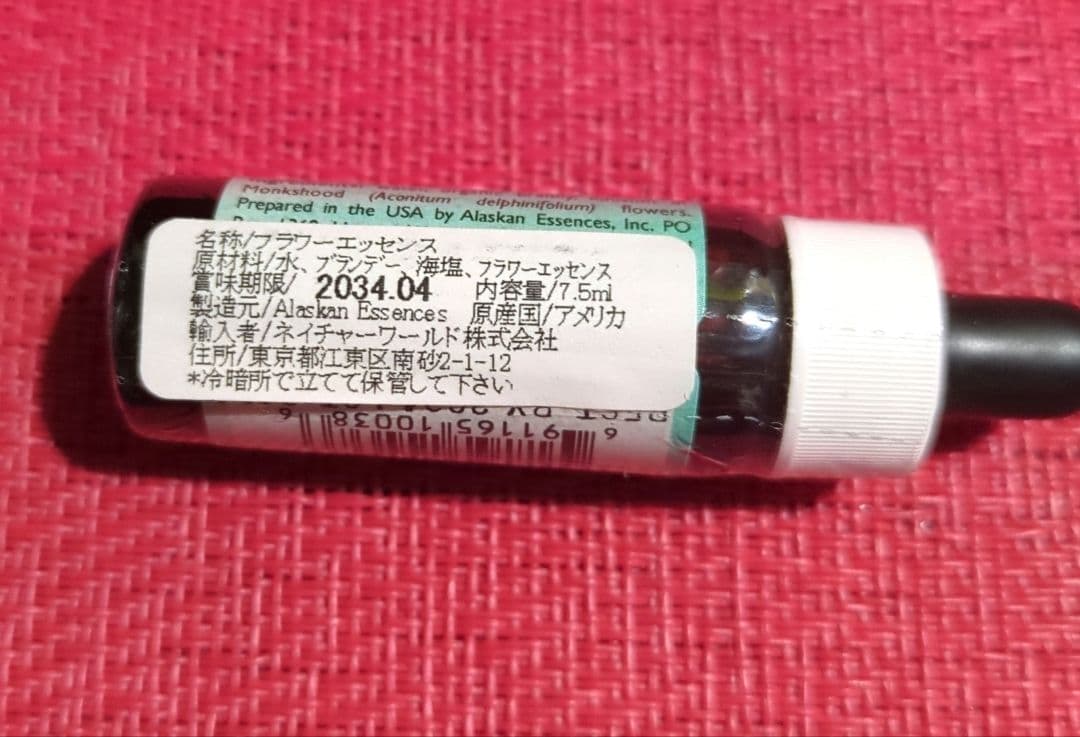 Monkshood (Aconitum delphinifolium) flowers.
Prepared in the USA by Alaskan Essences, Inc. PO
名称/フラワーエッセンス
原材料/水、ブランデー、海塩、フラワーエッセンス
賞味期限/ 2034.04 内容量/7.5ml
製造元/Alaskan Essences 原産国/アメリカ
輸入者/ネイチャーワールド株式会社
住所/東京都江東区南砂2-1-12
*冷暗所で立てて保管して下さい
6 91165 10038 6